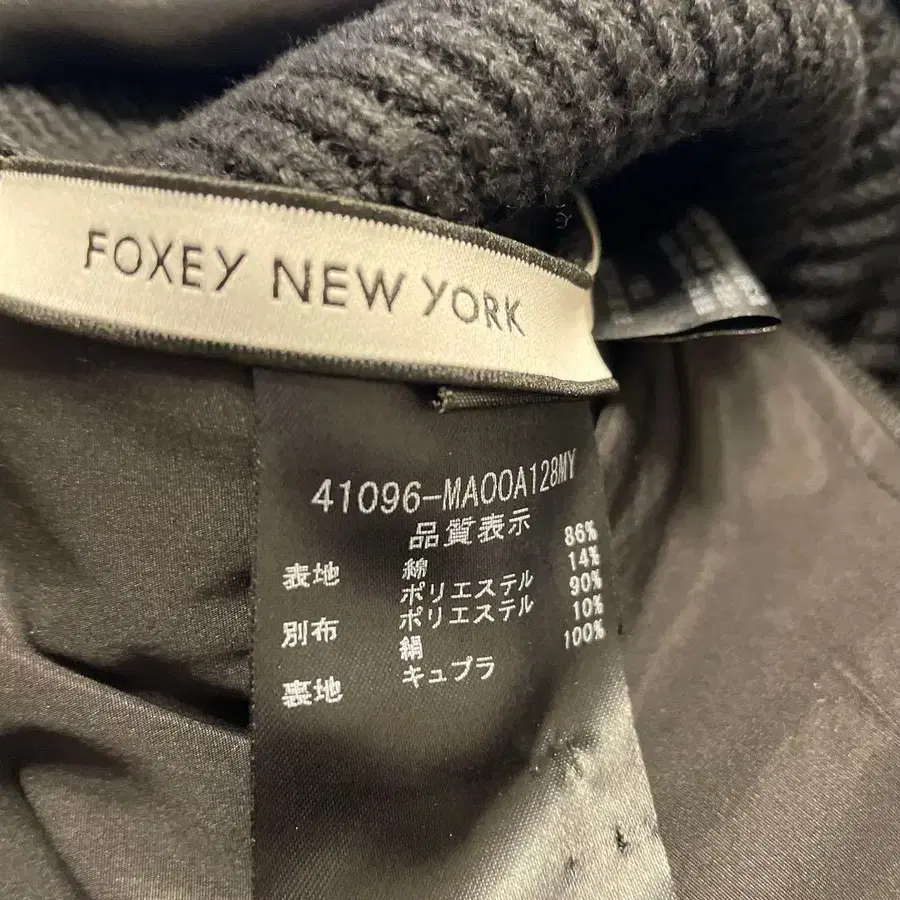 FOXEY NEW YORK
41096-MA00A128MY
品質表示
表地 綿 86%
ポリエステル 14%
別布 ポリエステル 90%
絹 10%
裏地 キュプラ 100%